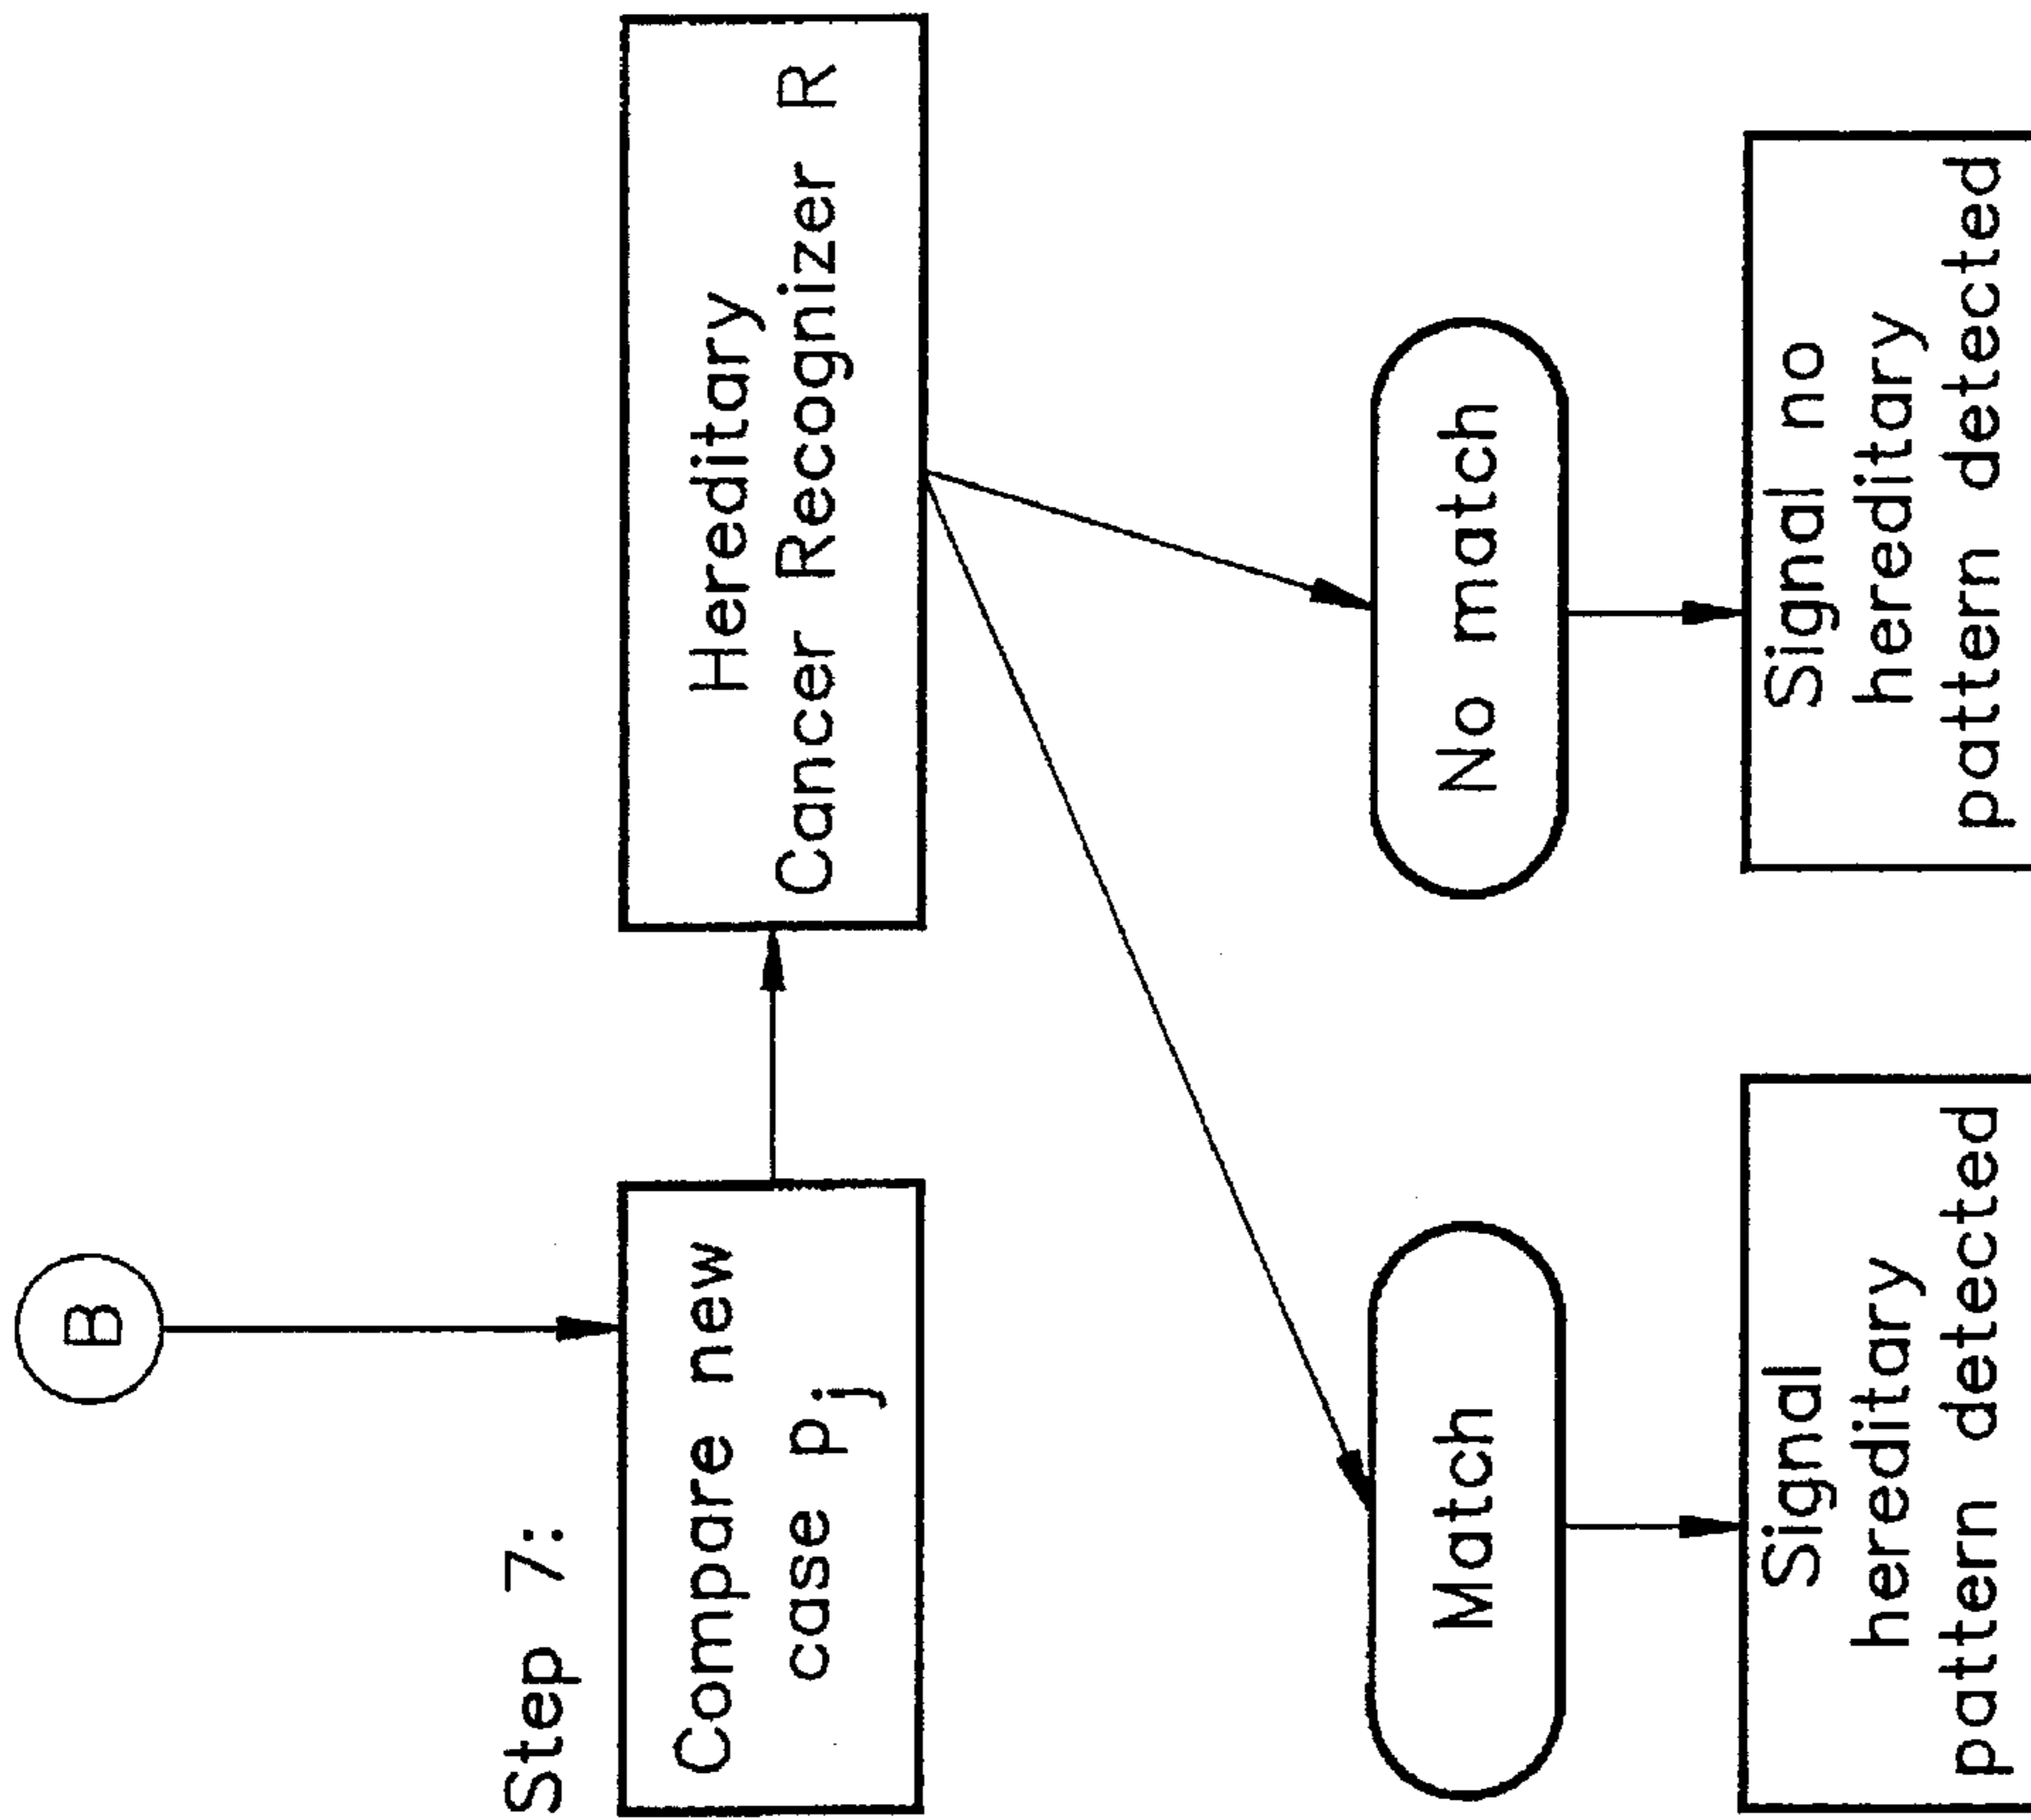 B
Step 7:
Compare new
case pj
Hereditary
Cancer Recognizer R
Match
No match
Signal
hereditary
pattern detected
Signal no
hereditary
pattern detected